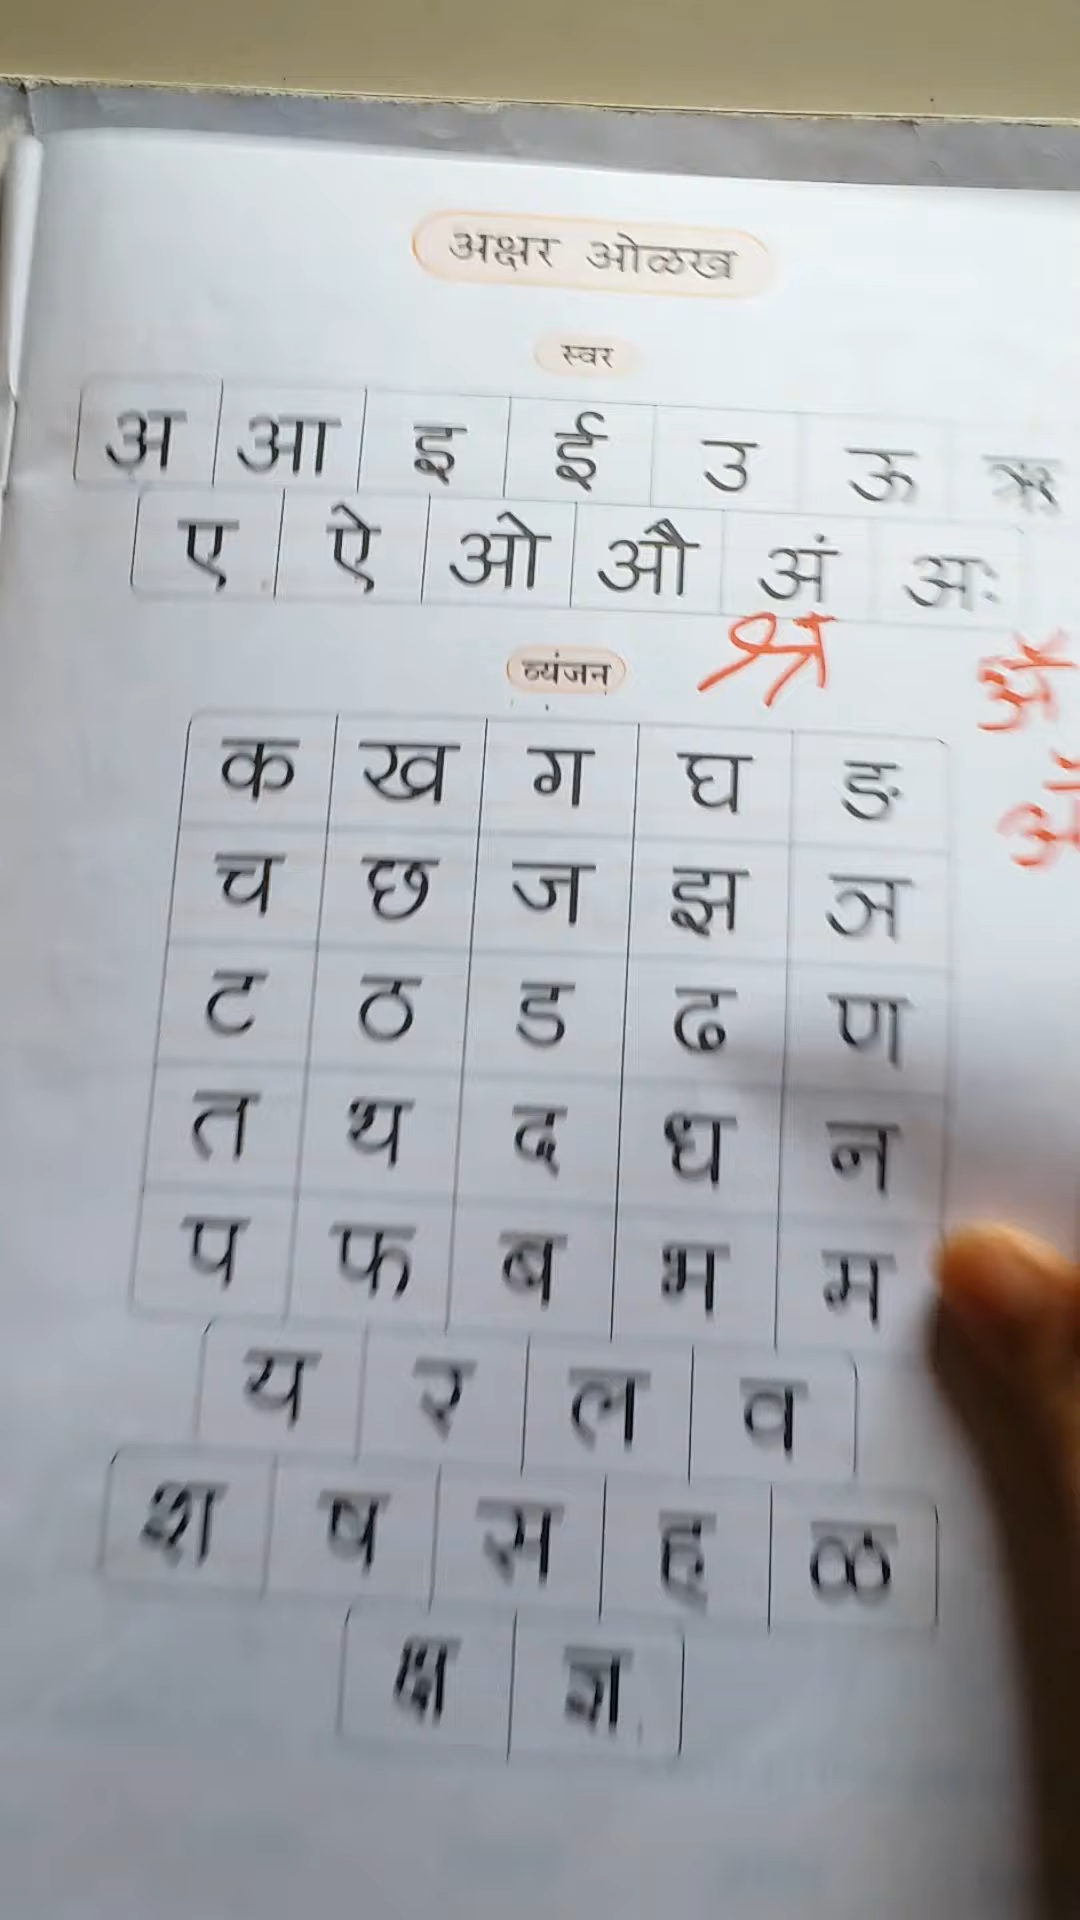 अक्षर ओळख
स्वर
अ आ इ ई उ ऊ ऋ
ए ऐ ओ औ अं अः
श्र
व्यंजन
क ख ग घ ङ
च छ ज झ ञ
ट ठ ड ढ ण
त थ द ध न
प फ ब भ म
य र ल व
श ष स ह ळ
क्ष ज्ञ